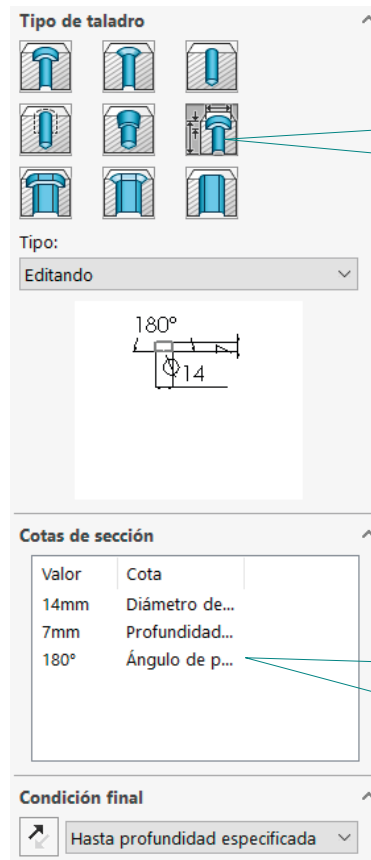 Tipo de taladro
Tipo:
Editando
180°
14
Cotas de sección
Valor Cota
14mm Diámetro de...
7mm Profundidad...
180° Ángulo de p...
Condición final
Hasta profundidad especificada